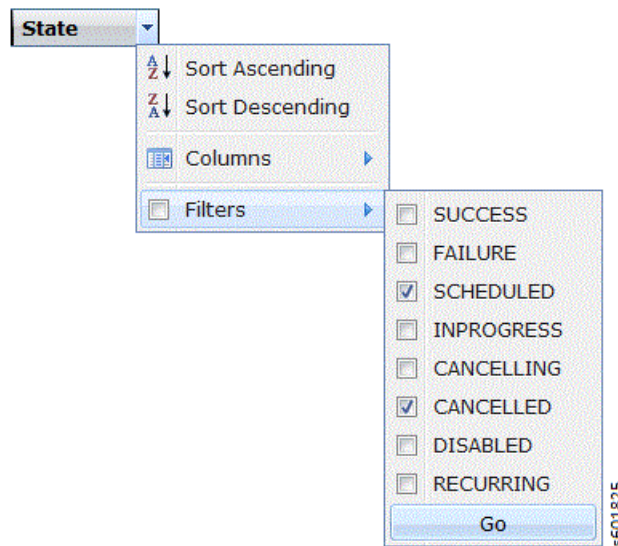 State
Sort Ascending
Sort Descending
Columns
Filters
SUCCESS
FAILURE
SCHEDULED
INPROGRESS
CANCELLING
CANCELLED
DISABLED
RECURRING
Go